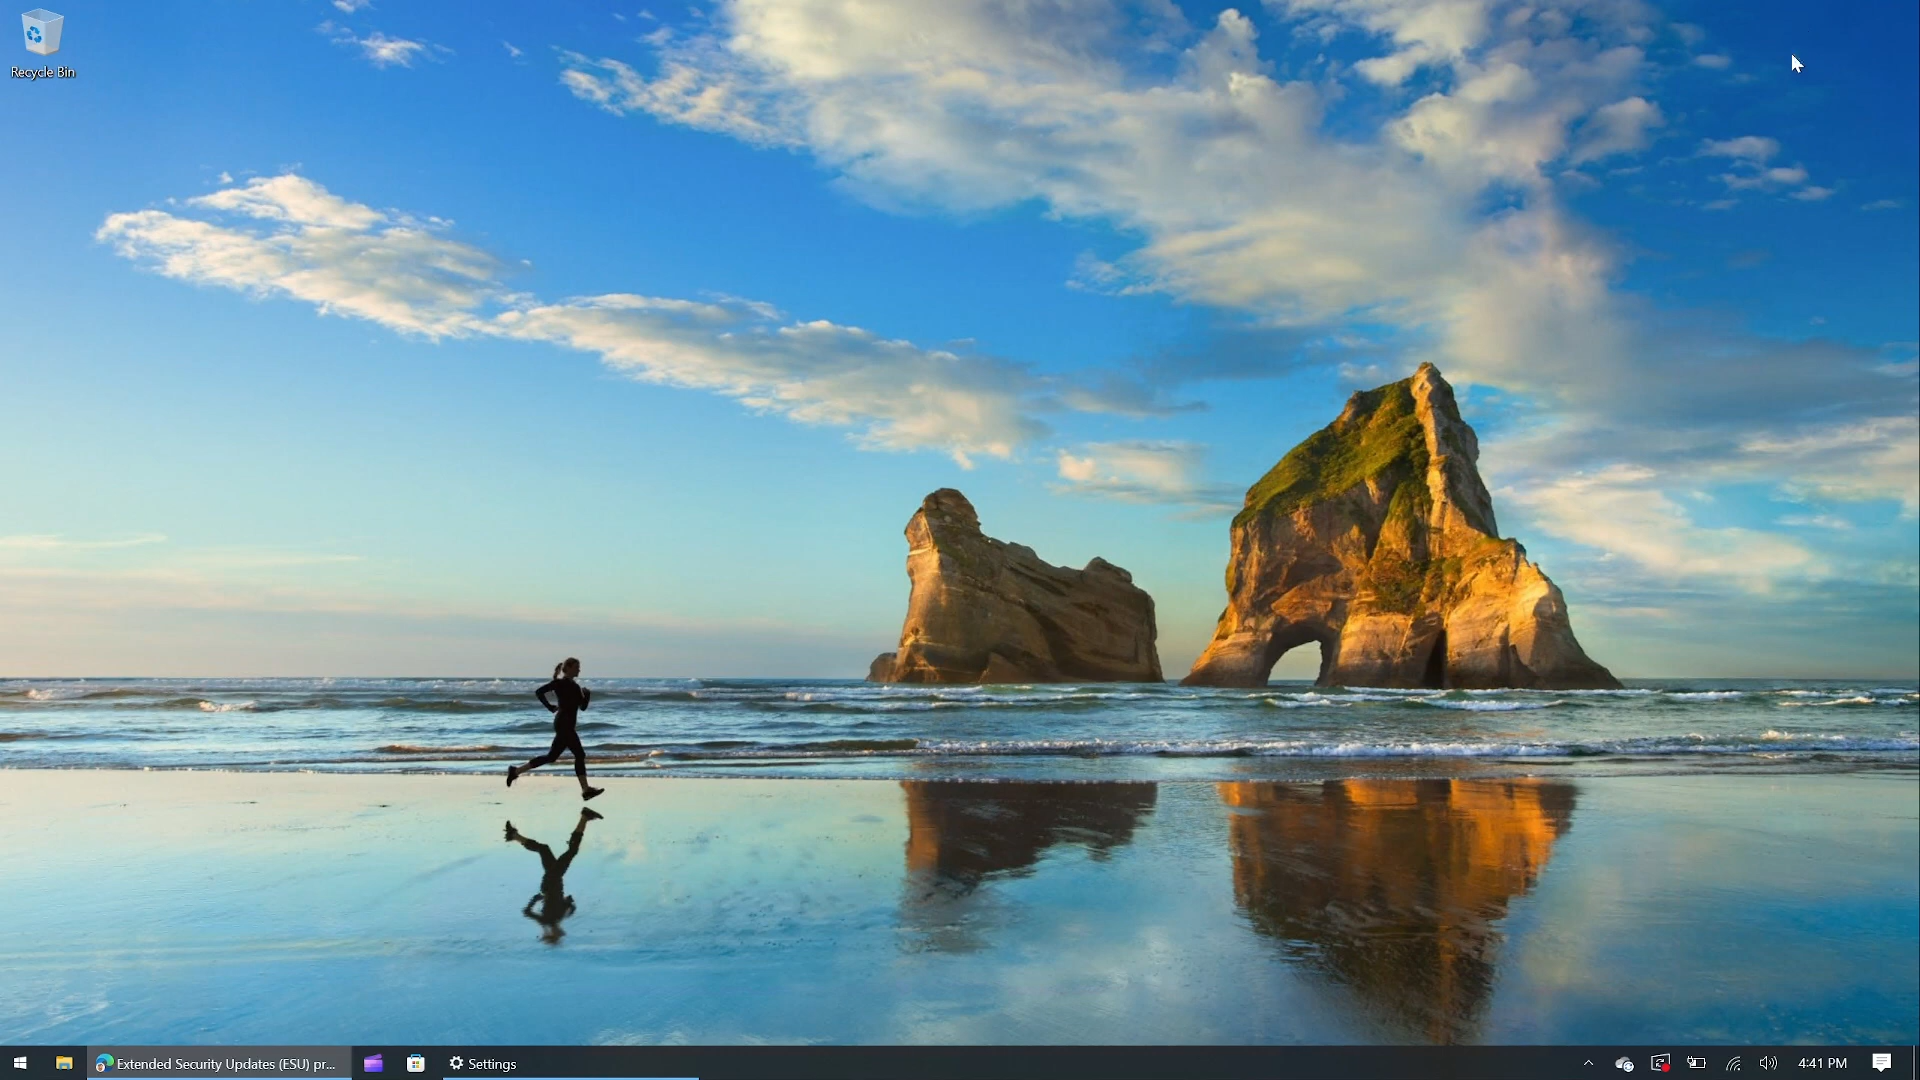 Recycle Bin
Extended Security Updates (ESU) pr...
Settings
4:41 PM